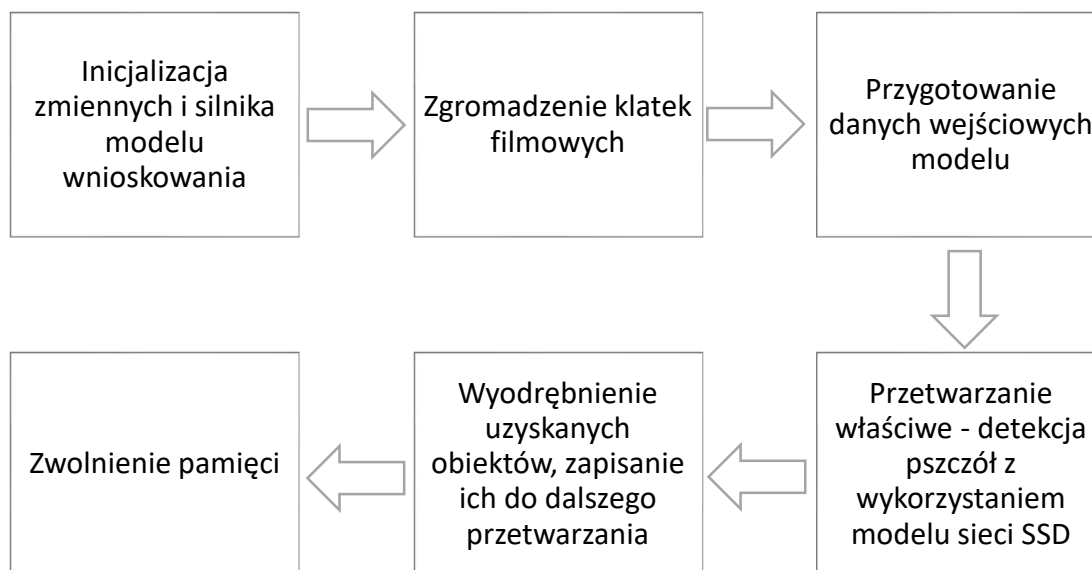 Inicjalizacja
zmiennych i silnika
modelu
wnioskowania
Zgromadzenie klatek
filmowych
Przygotowanie
danych wejściowych
modelu
Przetwarzanie
właściwe - detekcja
pszczół z
wykorzystaniem
modelu sieci SSD
Wyodrębnienie
uzyskanych
obiektów, zapisanie
ich do dalszego
przetwarzania
Zwolnienie pamięci